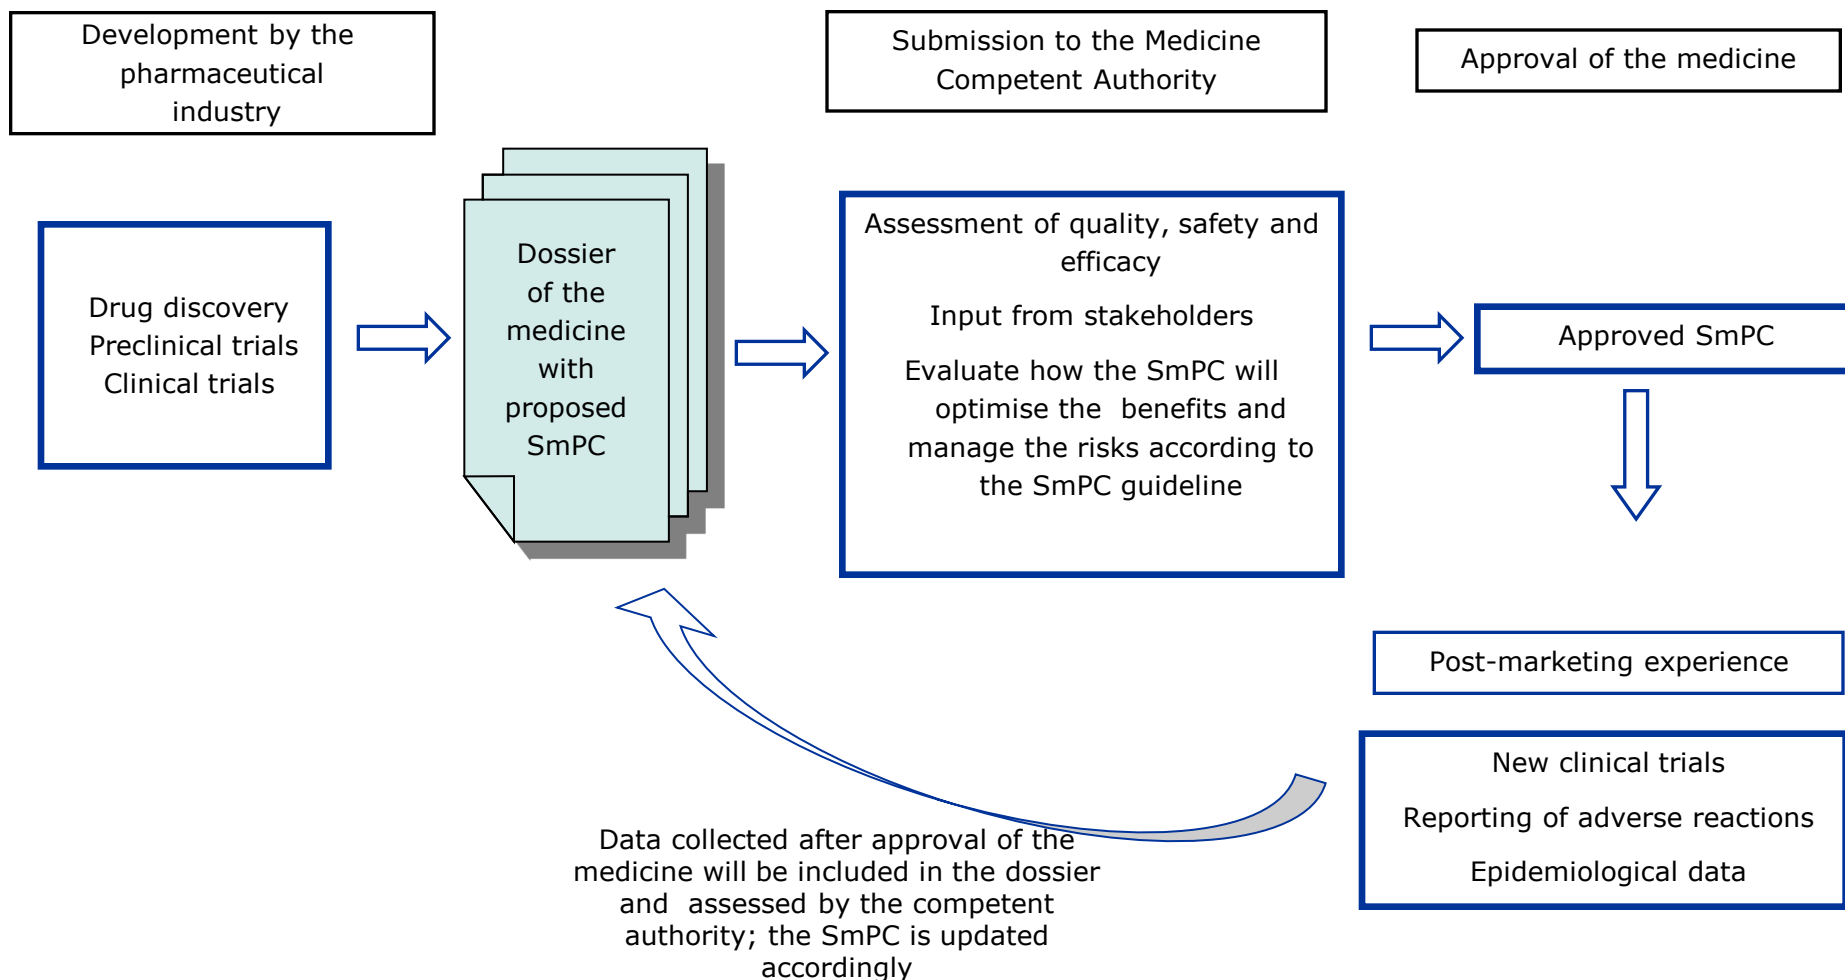 Development by the
pharmaceutical
industry
Submission to the Medicine
Competent Authority
Approval of the medicine
Drug discovery
Preclinical trials
Clinical trials
Dossier
of the
medicine
with
proposed
SmPC
Assessment of quality, safety and
efficacy
Input from stakeholders
Evaluate how the SmPC will
optimise the benefits and
manage the risks according to
the SmPC guideline
Approved SmPC
Post-marketing experience
New clinical trials
Reporting of adverse reactions
Epidemiological data
Data collected after approval of the
medicine will be included in the dossier
and assessed by the competent
authority; the SmPC is updated
accordingly